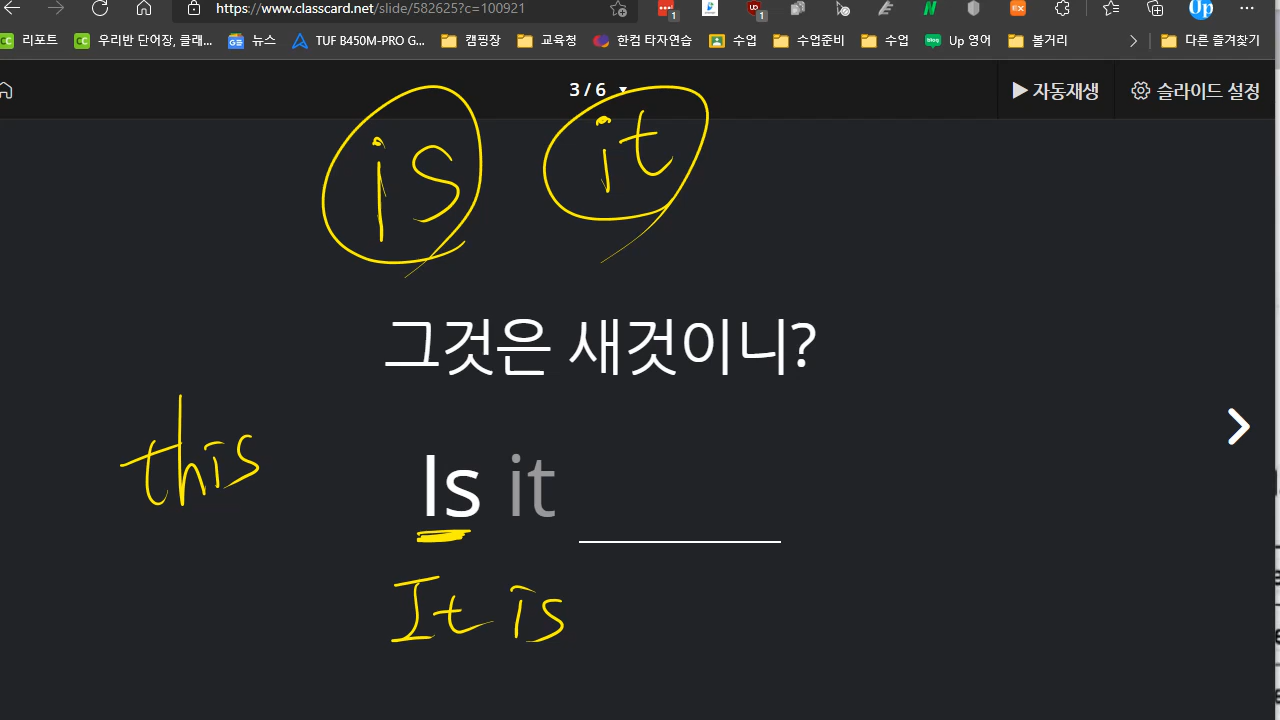 https://www.classcard.net/slide/582625?c=100921
리포트 우리반 단어장, 클래... 뉴스 TUF B450M-PRO G... 캠핑장 교육청 한컴 타자연습 수업 수업준비 수업 Up 영어 볼거리 다른 즐겨찾기
3 / 6 자동재생 슬라이드 설정
is it
그것은 새것이니?
this
Is it
It is